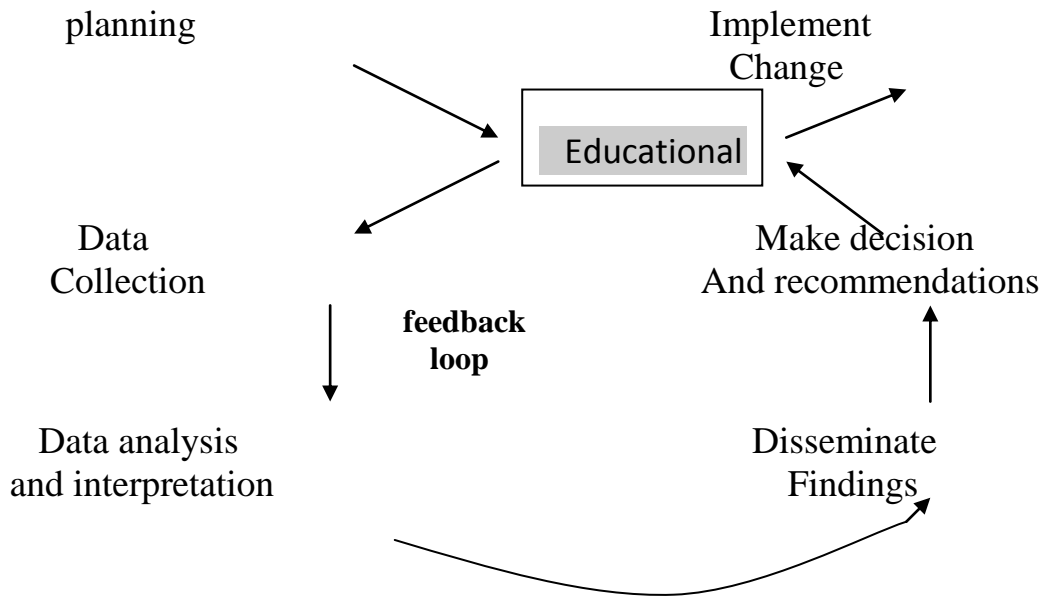 planning
Implement
Change
Educational
Data
Collection
Make decision
And recommendations
feedback
loop
Data analysis
and interpretation
Disseminate
Findings